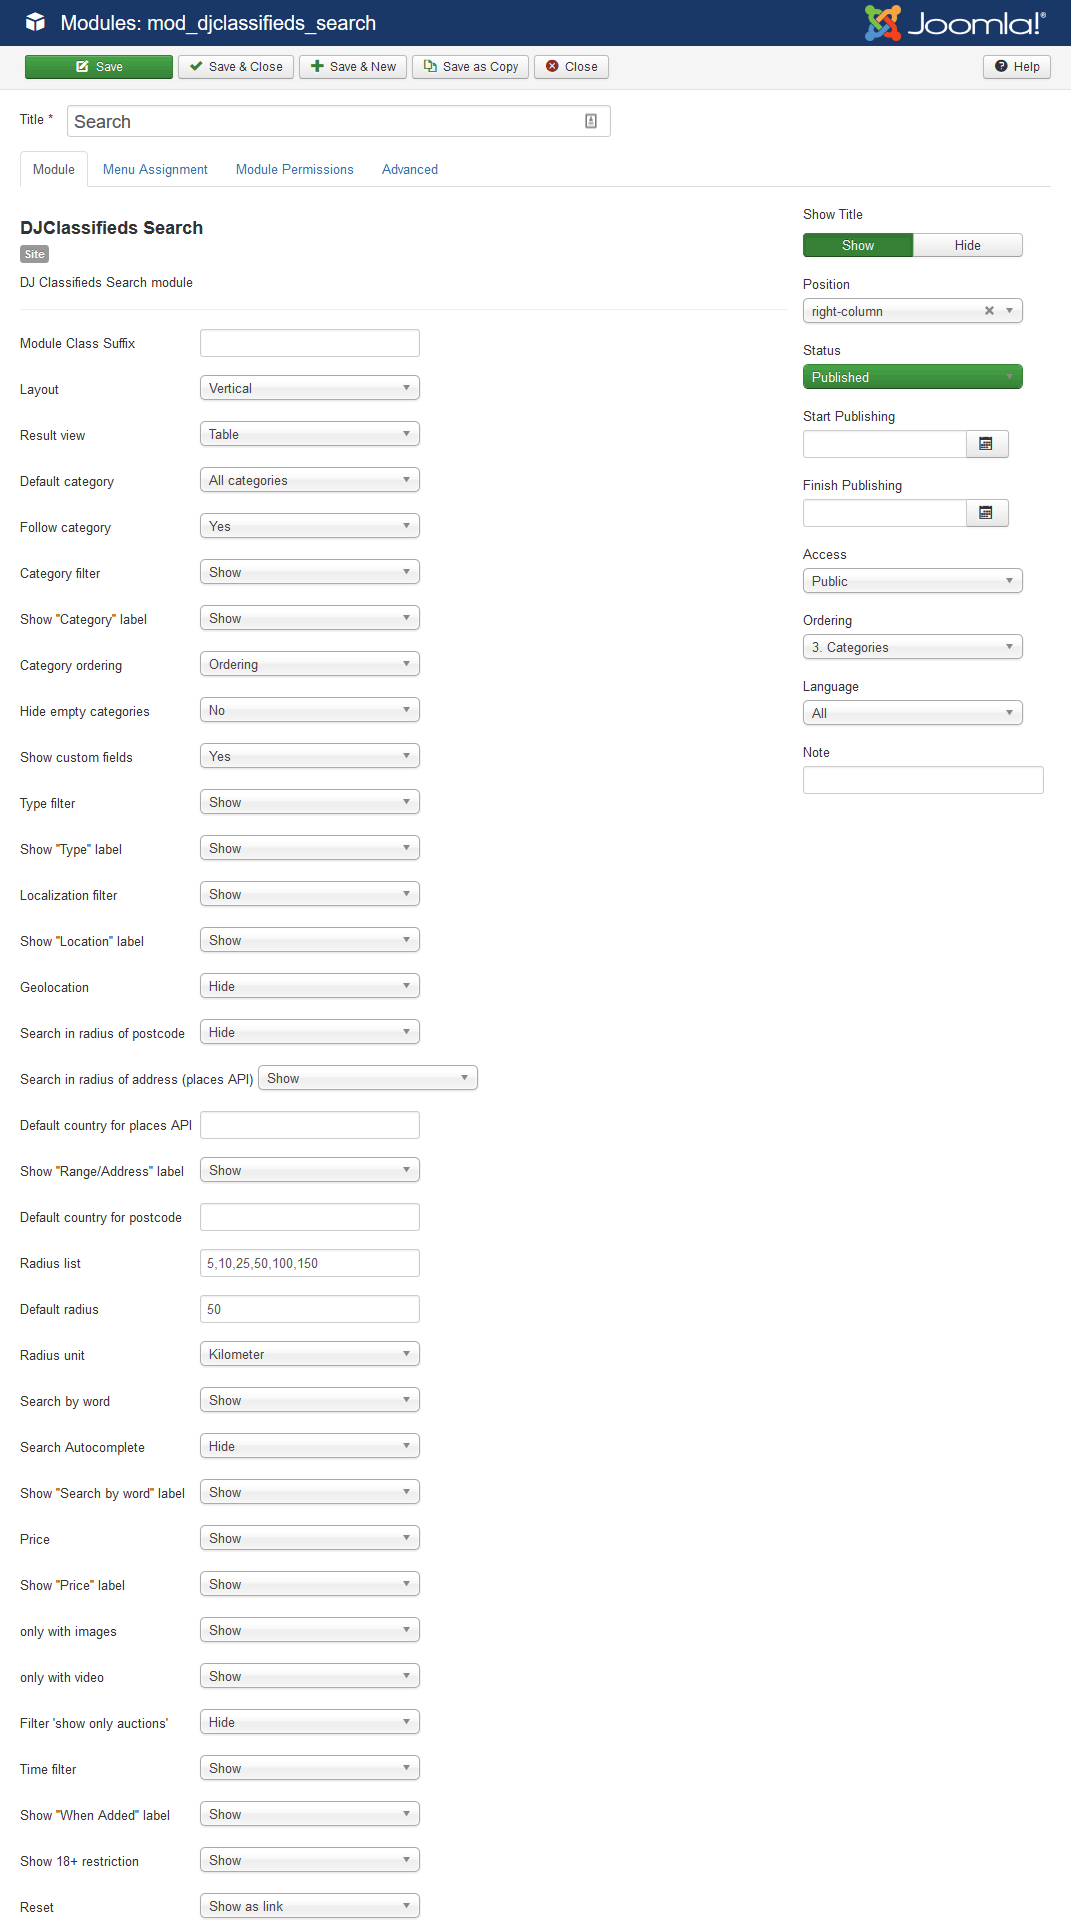 Modules: mod_djclassifieds_search
Joomla!®
Save
Save & Close
Save & New
Save as Copy
Close
Help
Title *
Search
Module
Menu Assignment
Module Permissions
Advanced
DJClassifieds Search
Site
DJ Classifieds Search module
Module Class Suffix
Layout
Vertical
Result view
Table
Default category
All categories
Follow category
Yes
Category filter
Show
Show "Category" label
Show
Category ordering
Ordering
Hide empty categories
No
Show custom fields
Yes
Type filter
Show
Show "Type" label
Show
Localization filter
Show
Show "Location" label
Show
Geolocation
Hide
Search in radius of postcode
Hide
Search in radius of address (places API)
Show
Default country for places API
Show "Range/Address" label
Show
Default country for postcode
Radius list
5,10,25,50,100,150
Default radius
50
Radius unit
Kilometer
Search by word
Show
Search Autocomplete
Hide
Show "Search by word" label
Show
Price
Show
Show "Price" label
Show
only with images
Show
only with video
Show
Filter 'show only auctions'
Hide
Time filter
Show
Show "When Added" label
Show
Show 18+ restriction
Show
Reset
Show as link
Show Title
Show
Hide
Position
right-column
Status
Published
Start Publishing
Finish Publishing
Access
Public
Ordering
3. Categories
Language
All
Note